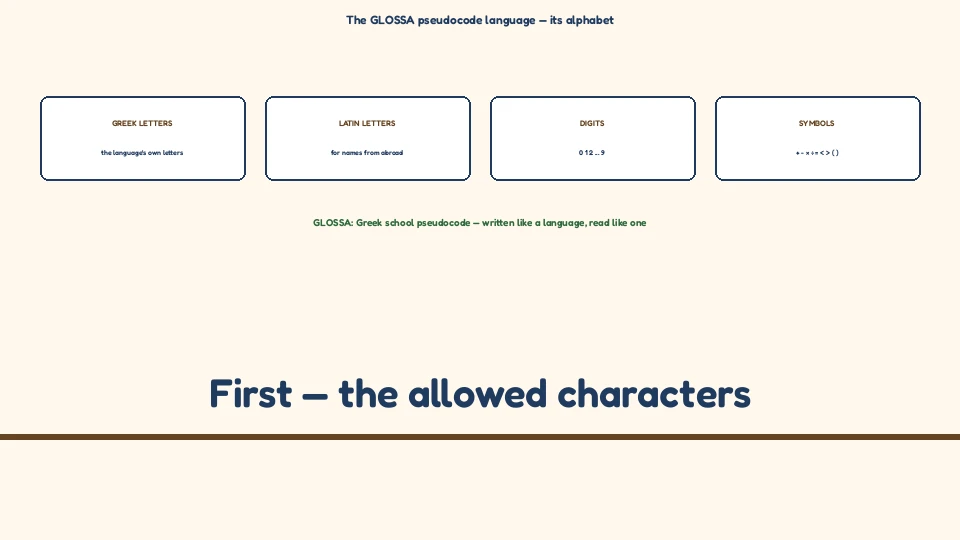 The GLOSSA pseudocode language — its alphabet
GREEK LETTERS
the language's own letters
LATIN LETTERS
for names from abroad
DIGITS
0 1 2 ... 9
SYMBOLS
+ - × ÷ = < > ( )
GLOSSA: Greek school pseudocode — written like a language, read like one
First — the allowed characters